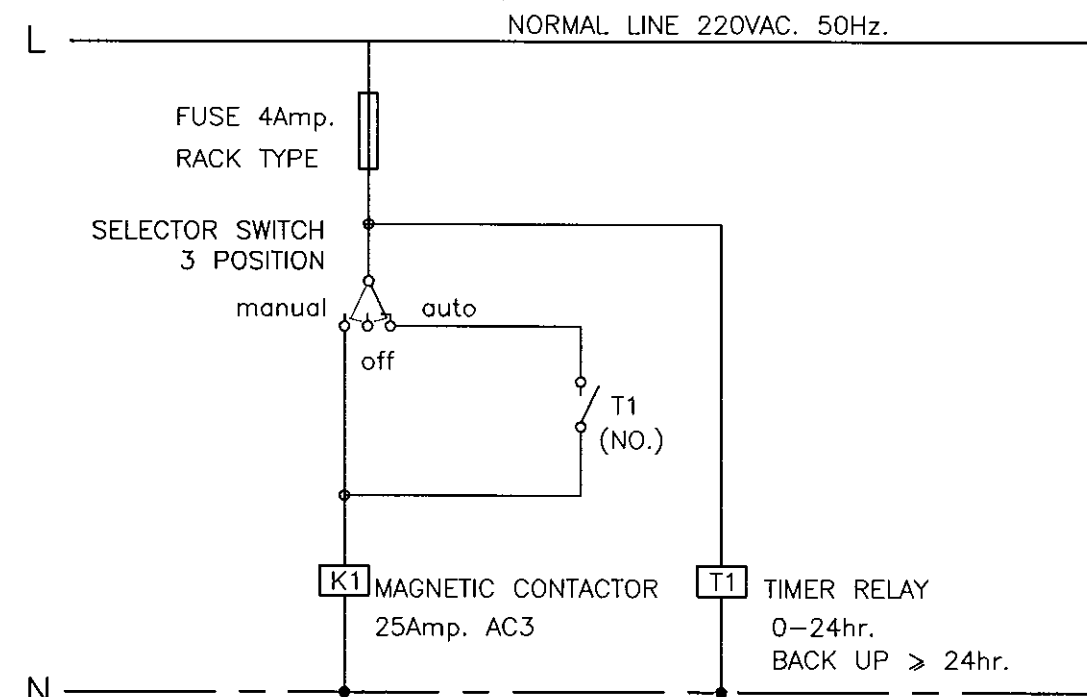 NORMAL LINE 220VAC. 50Hz.
L
FUSE 4Amp.
RACK TYPE
SELECTOR SWITCH
3 POSITION
manual
auto
off
T1
(NO.)
K1
MAGNETIC CONTACTOR
25Amp. AC3
T1
TIMER RELAY
0-24hr.
BACK UP ⩾ 24hr.
N